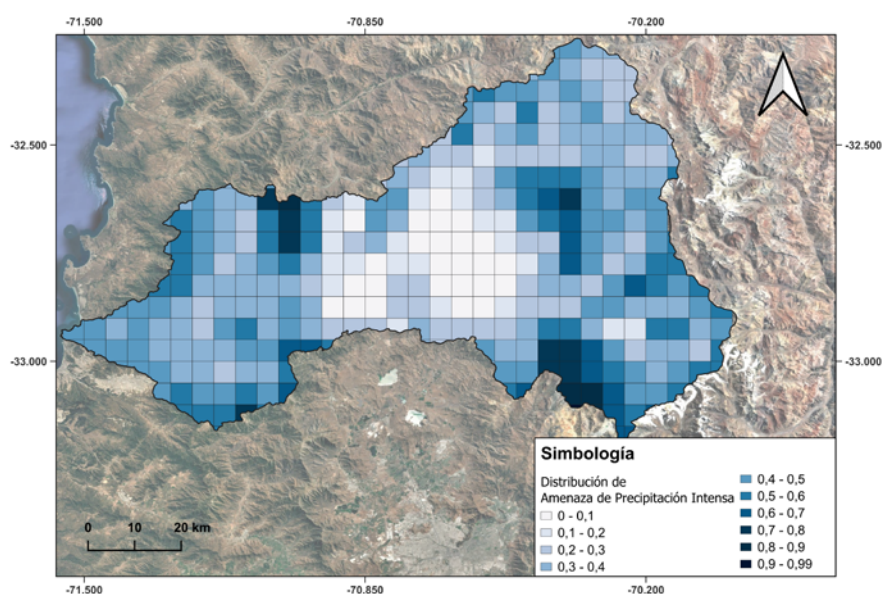 -71.500 -70.850 -70.200
-32.500 -32.500
-33.000 -33.000
Simbología
Distribución de
Amenaza de Precipitación Intensa
0 - 0,1
0,1 - 0,2
0,2 - 0,3
0,3 - 0,4
0,4 - 0,5
0,5 - 0,6
0,6 - 0,7
0,7 - 0,8
0,8 - 0,9
0,9 - 0,99
0 10 20 km
-71.500 -70.850 -70.200